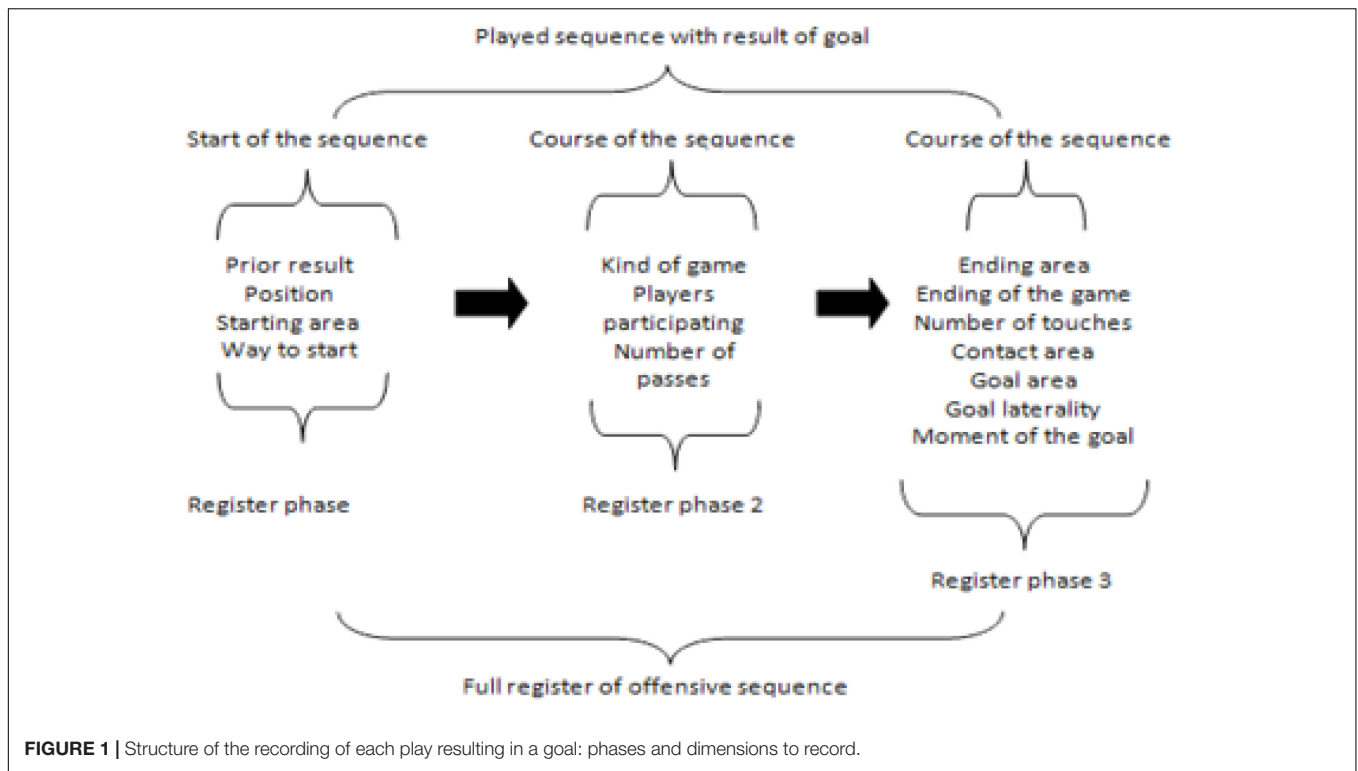 Played sequence with result of goal
Start of the sequence
Course of the sequence
Course of the sequence
Prior result
Position
Starting area
Way to start
Kind of game
Players
participating
Number of
passes
Ending area
Ending of the game
Number of touches
Contact area
Goal area
Goal laterality
Moment of the goal
Register phase
Register phase 2
Register phase 3
Full register of offensive sequence
FIGURE 1 | Structure of the recording of each play resulting in a goal: phases and dimensions to record.